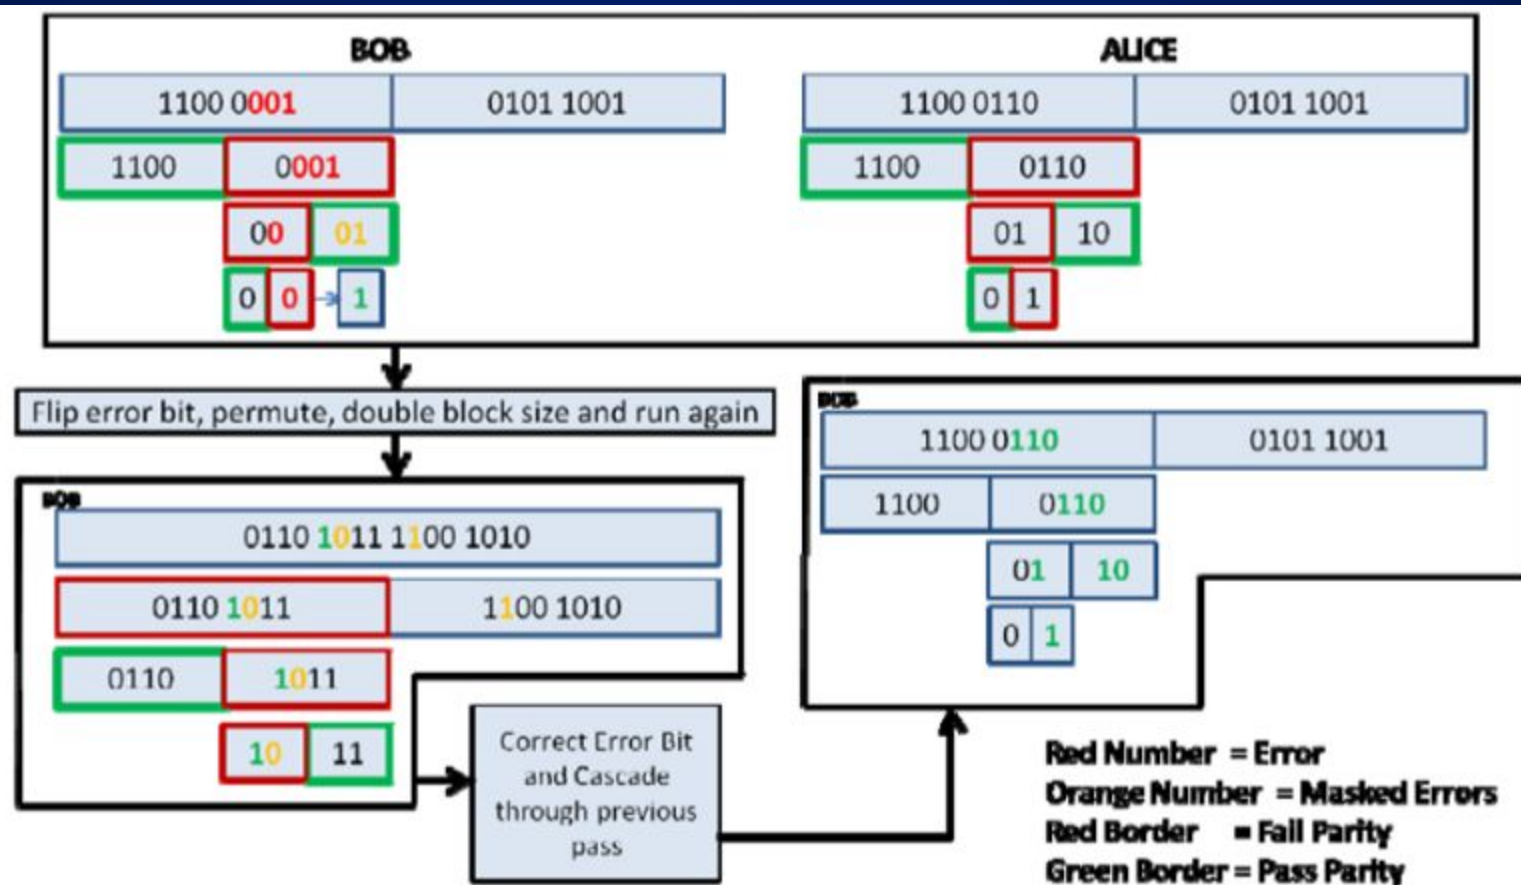 BOB
1100 0001
0101 1001
1100
0001
00
01
0
0
1
ALICE
1100 0110
0101 1001
1100
0110
01
10
0
1
Flip error bit, permute, double block size and run again
BOB
0110 1011 1100 1010
0110 1011
1100 1010
0110
1011
10
11
Correct Error Bit
and Cascade
through previous
pass
BOB
1100 0110
0101 1001
1100
0110
01
10
0
1
Red Number = Error
Orange Number = Masked Errors
Red Border = Fail Parity
Green Border = Pass Parity